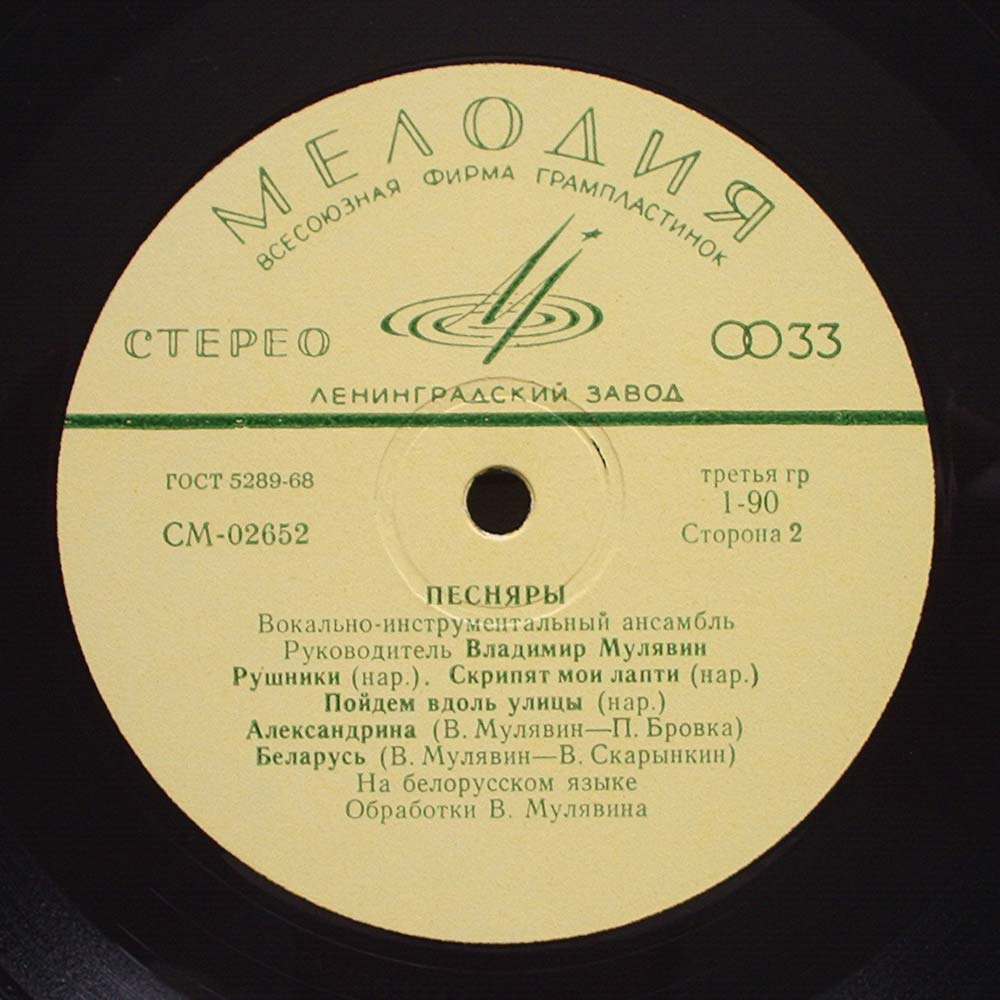 МЕЛОДИЯ
ВСЕСОЮЗНАЯ ФИРМА ГРАМПЛАСТИНОК
СТЕРЕО
33
ЛЕНИНГРАДСКИЙ ЗАВОД
ГОСТ 5289-68
СМ-02652
третья гр
1-90
Сторона 2
ПЕСНЯРЫ
Вокально-инструментальный ансамбль
Руководитель Владимир Мулявин
Рушники (нар.). Скрипят мои лапти (нар.)
Пойдем вдоль улицы (нар.)
Александрина (В. Мулявин—П. Бровка)
Беларусь (В. Мулявин—В. Скарынкин)
На белорусском языке
Обработки В. Мулявина